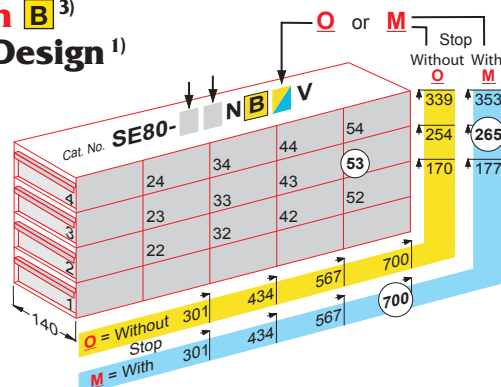 n B 3)
Design 1)
O or M
Stop
Without With
O M
Cat. No. SE80- N B V
339 353
254 265
170 177
54
44
34
24
4
53
43
33
23
3
52
42
32
22
2
1
140
O = Without 301 434 567 700
Stop
M = With 301 434 567 700